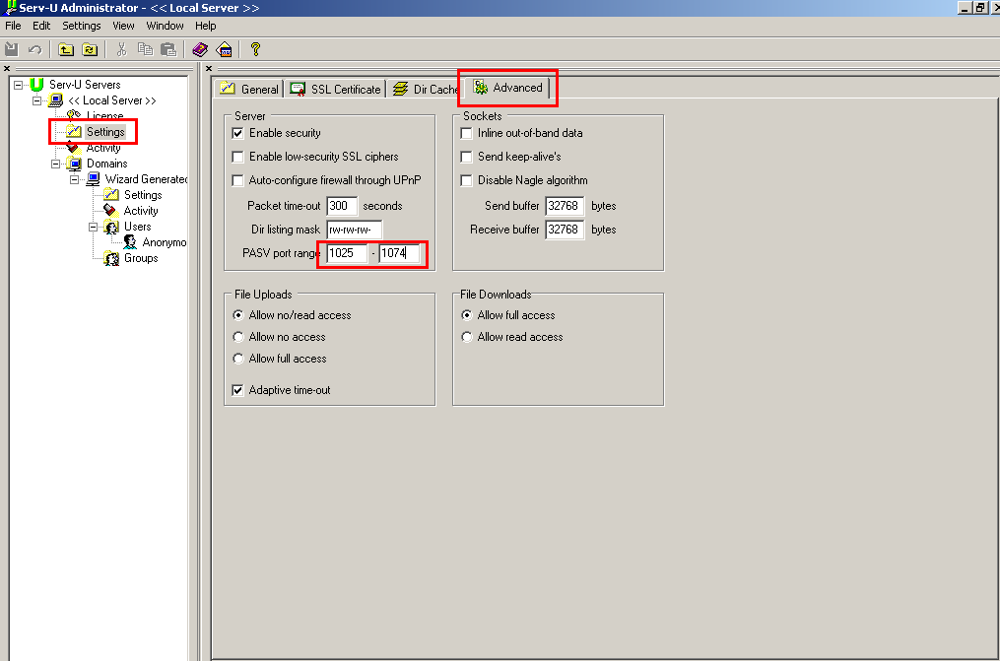 Serv-U Administrator - << Local Server >>
File Edit Settings View Window Help
Serv-U Servers
<< Local Server >>
License
Settings
Activity
Domains
Wizard Generated
Settings
Activity
Users
Anonymo
Groups
General SSL Certificate Dir Cache Advanced
Server
Enable security
Enable low-security SSL ciphers
Auto-configure firewall through UPnP
Packet time-out 300 seconds
Dir listing mask rw-rw-rw-
PASV port range 1025 - 1074
Sockets
Inline out-of-band data
Send keep-alive's
Disable Nagle algorithm
Send buffer 32768 bytes
Receive buffer 32768 bytes
File Uploads
Allow no/read access
Allow no access
Allow full access
Adaptive time-out
File Downloads
Allow full access
Allow read access